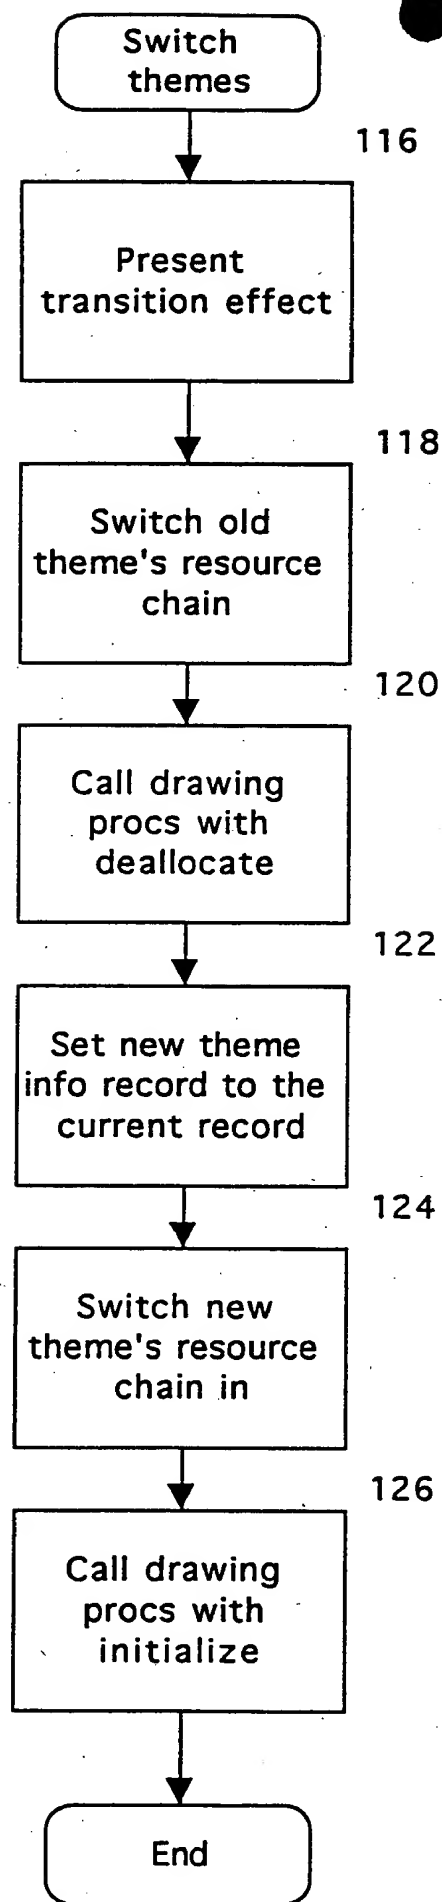 Switch
themes
116
Present
transition effect
118
Switch old
theme's resource
chain
120
Call drawing
procs with
deallocate
122
Set new theme
info record to the
current record
124
Switch new
theme's resource
chain in
126
Call drawing
procs with
initialize
End